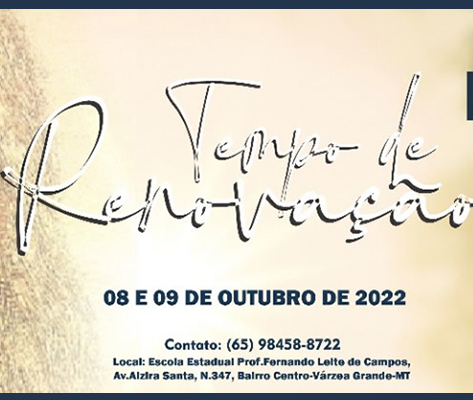 Tempo de
Renovação
08 E 09 DE OUTUBRO DE 2022
Contato: (65) 98458-8722
Local: Escola Estadual Prof.Fernando Leite de Campos,
Av.Alzira Santa, N.347, Bairro Centro-Várzea Grande-MT